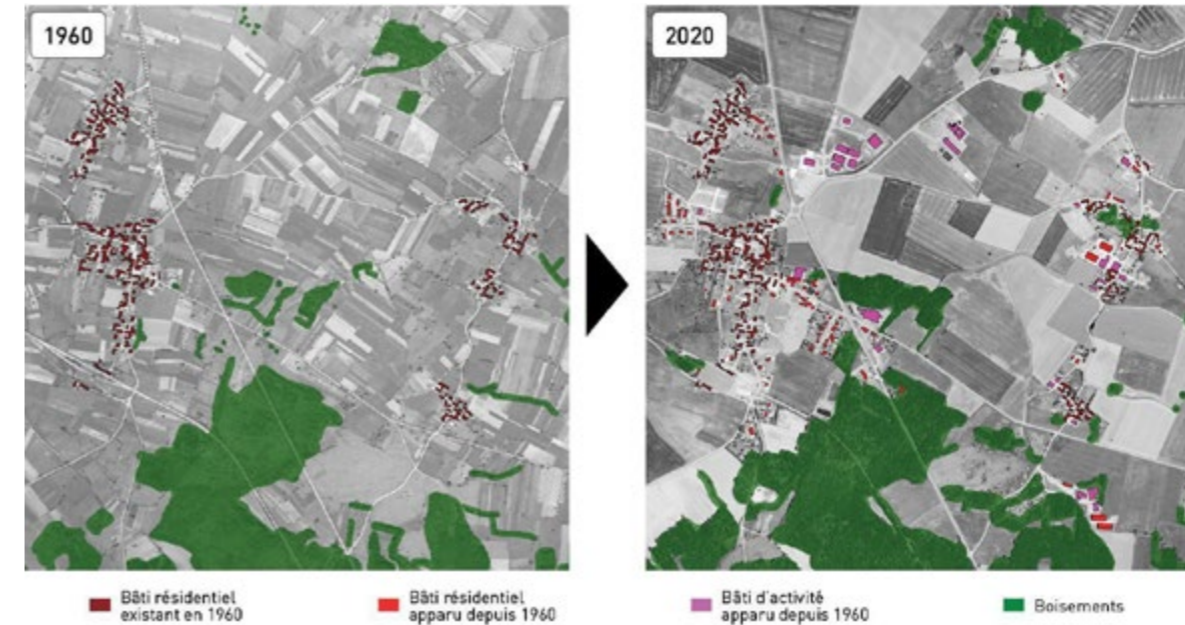 1960
2020
Bâti résidentiel
existant en 1960
Bâti résidentiel
apparu depuis 1960
Bâti d'activité
apparu depuis 1960
Boisements